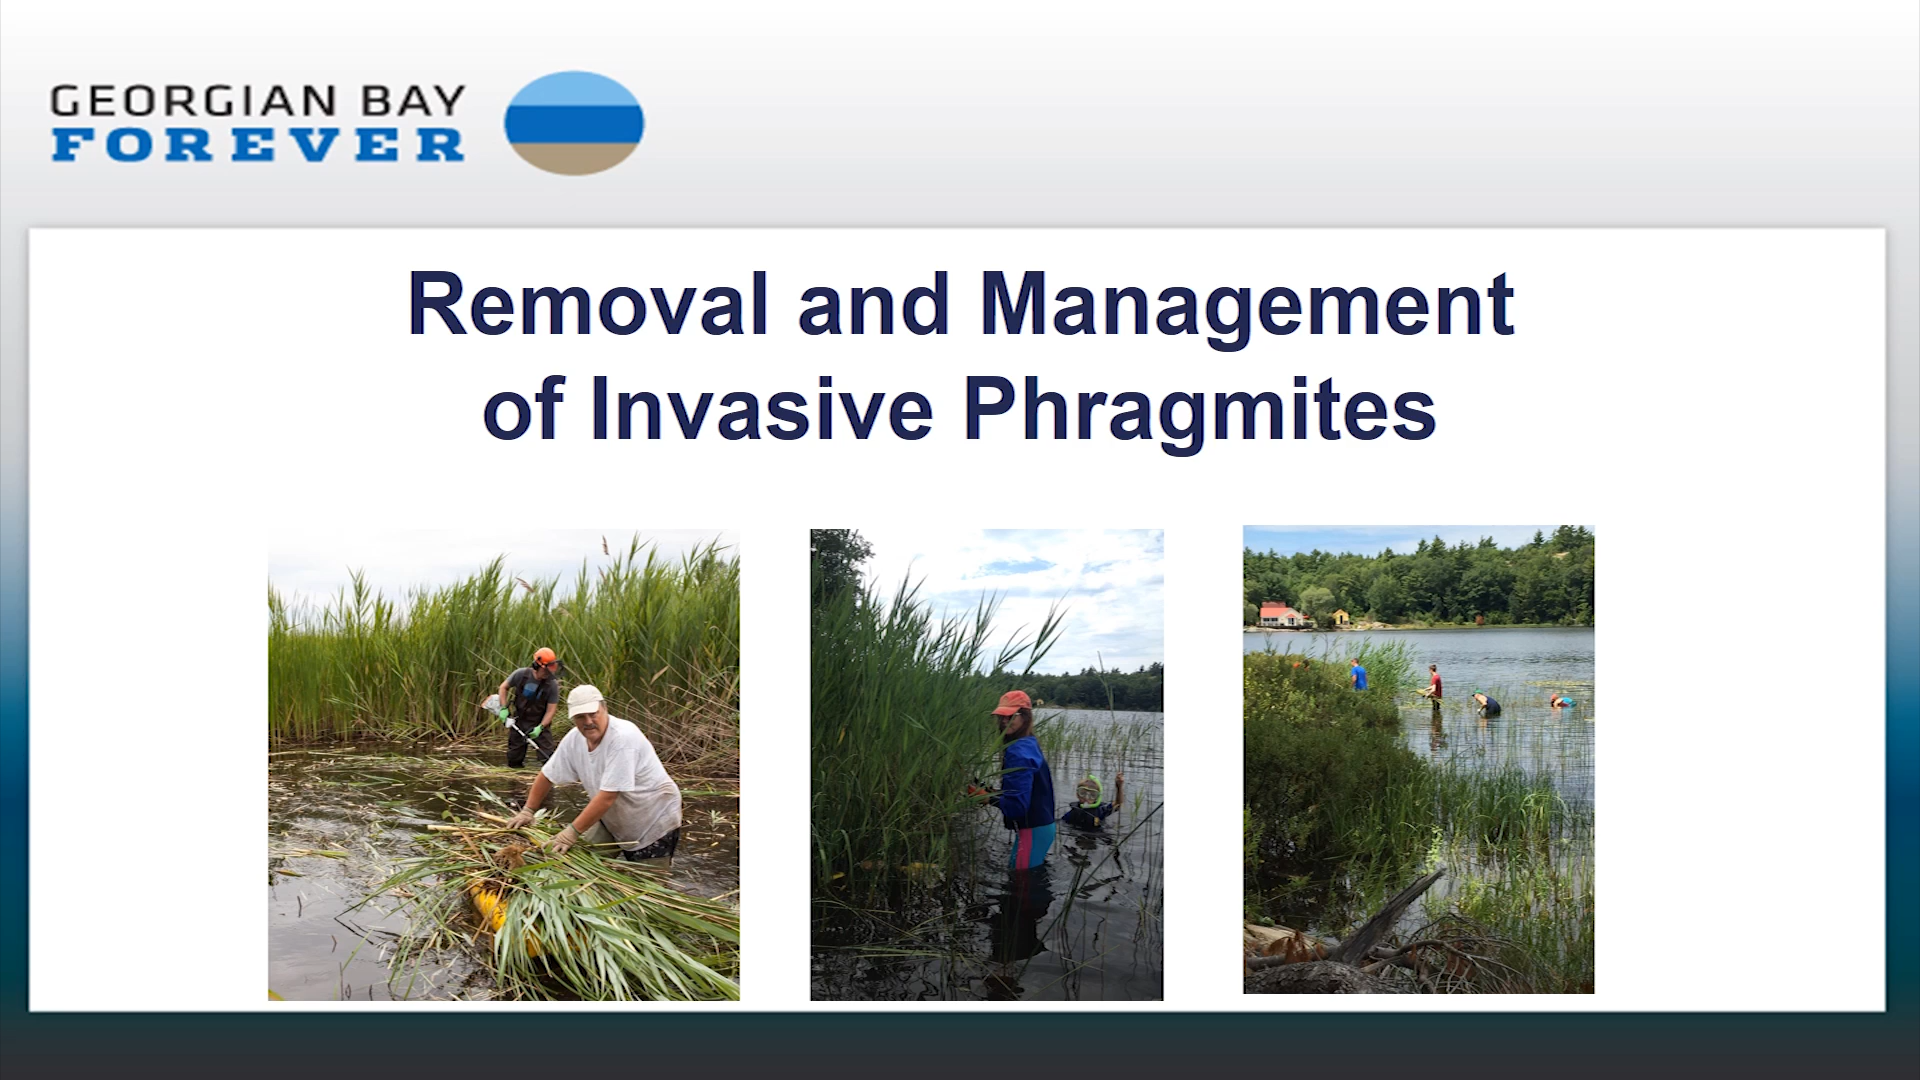 GEORGIAN BAY
FOREVER
Removal and Management
of Invasive Phragmites